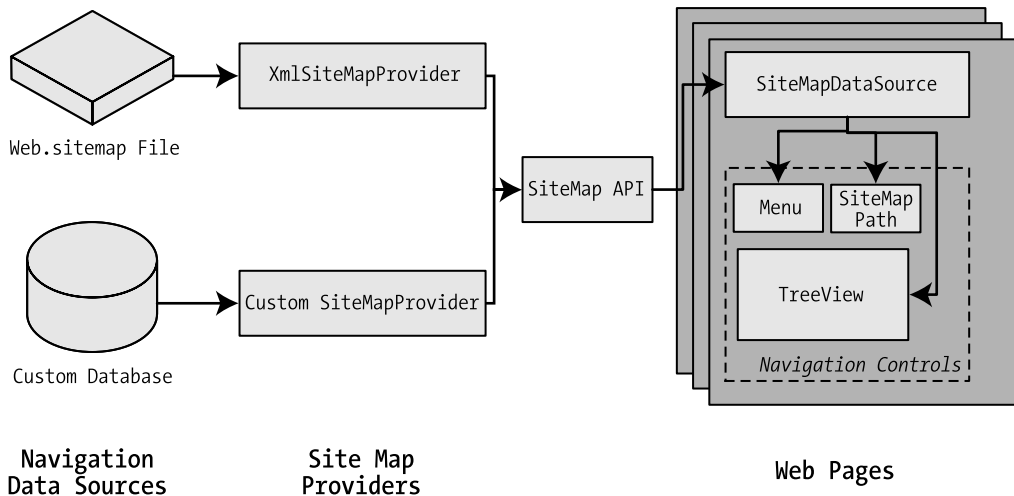 XmlSiteMapProvider
Web.sitemap File
SiteMap API
Custom SiteMapProvider
Custom Database
SiteMapDataSource
Menu
SiteMap
Path
TreeView
Navigation Controls
Navigation
Data Sources
Site Map
Providers
Web Pages